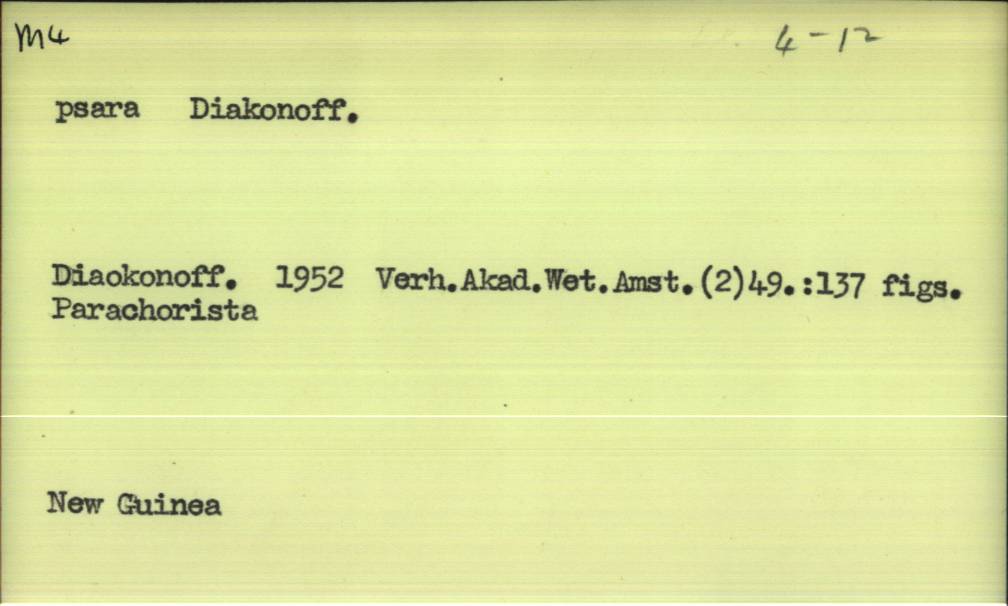 M4 4-12
psara Diakonoff.
Diaokonoff. 1952 Verh.Akad.Wet.Amst.(2)49.:137 figs.
Parachorista
New Guinea